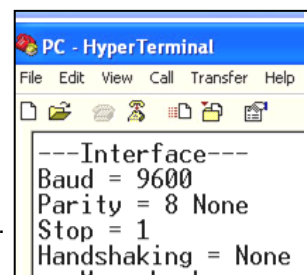 PC - HyperTerminal
File Edit View Call Transfer Help
---Interface---
Baud = 9600
Parity = 8 None
Stop = 1
Handshaking = None